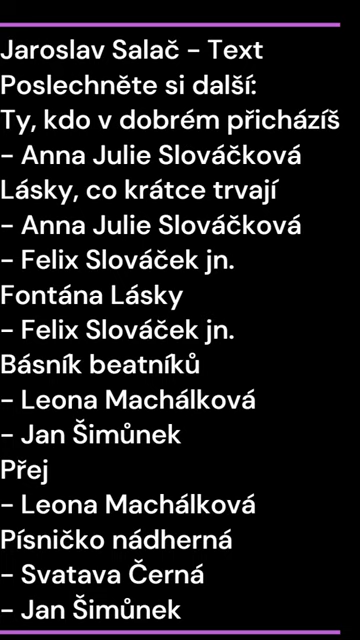 Jaroslav Salač - Text
Poslechněte si další:
Ty, kdo v dobrém přicházíš
- Anna Julie Slováčková
Lásky, co krátce trvají
- Anna Julie Slováčková
- Felix Slováček jn.
Fontána Lásky
- Felix Slováček jn.
Básník beatníků
- Leona Machálková
- Jan Šimůnek
Přej
- Leona Machálková
Písničko nádherná
- Svatava Černá
- Jan Šimůnek